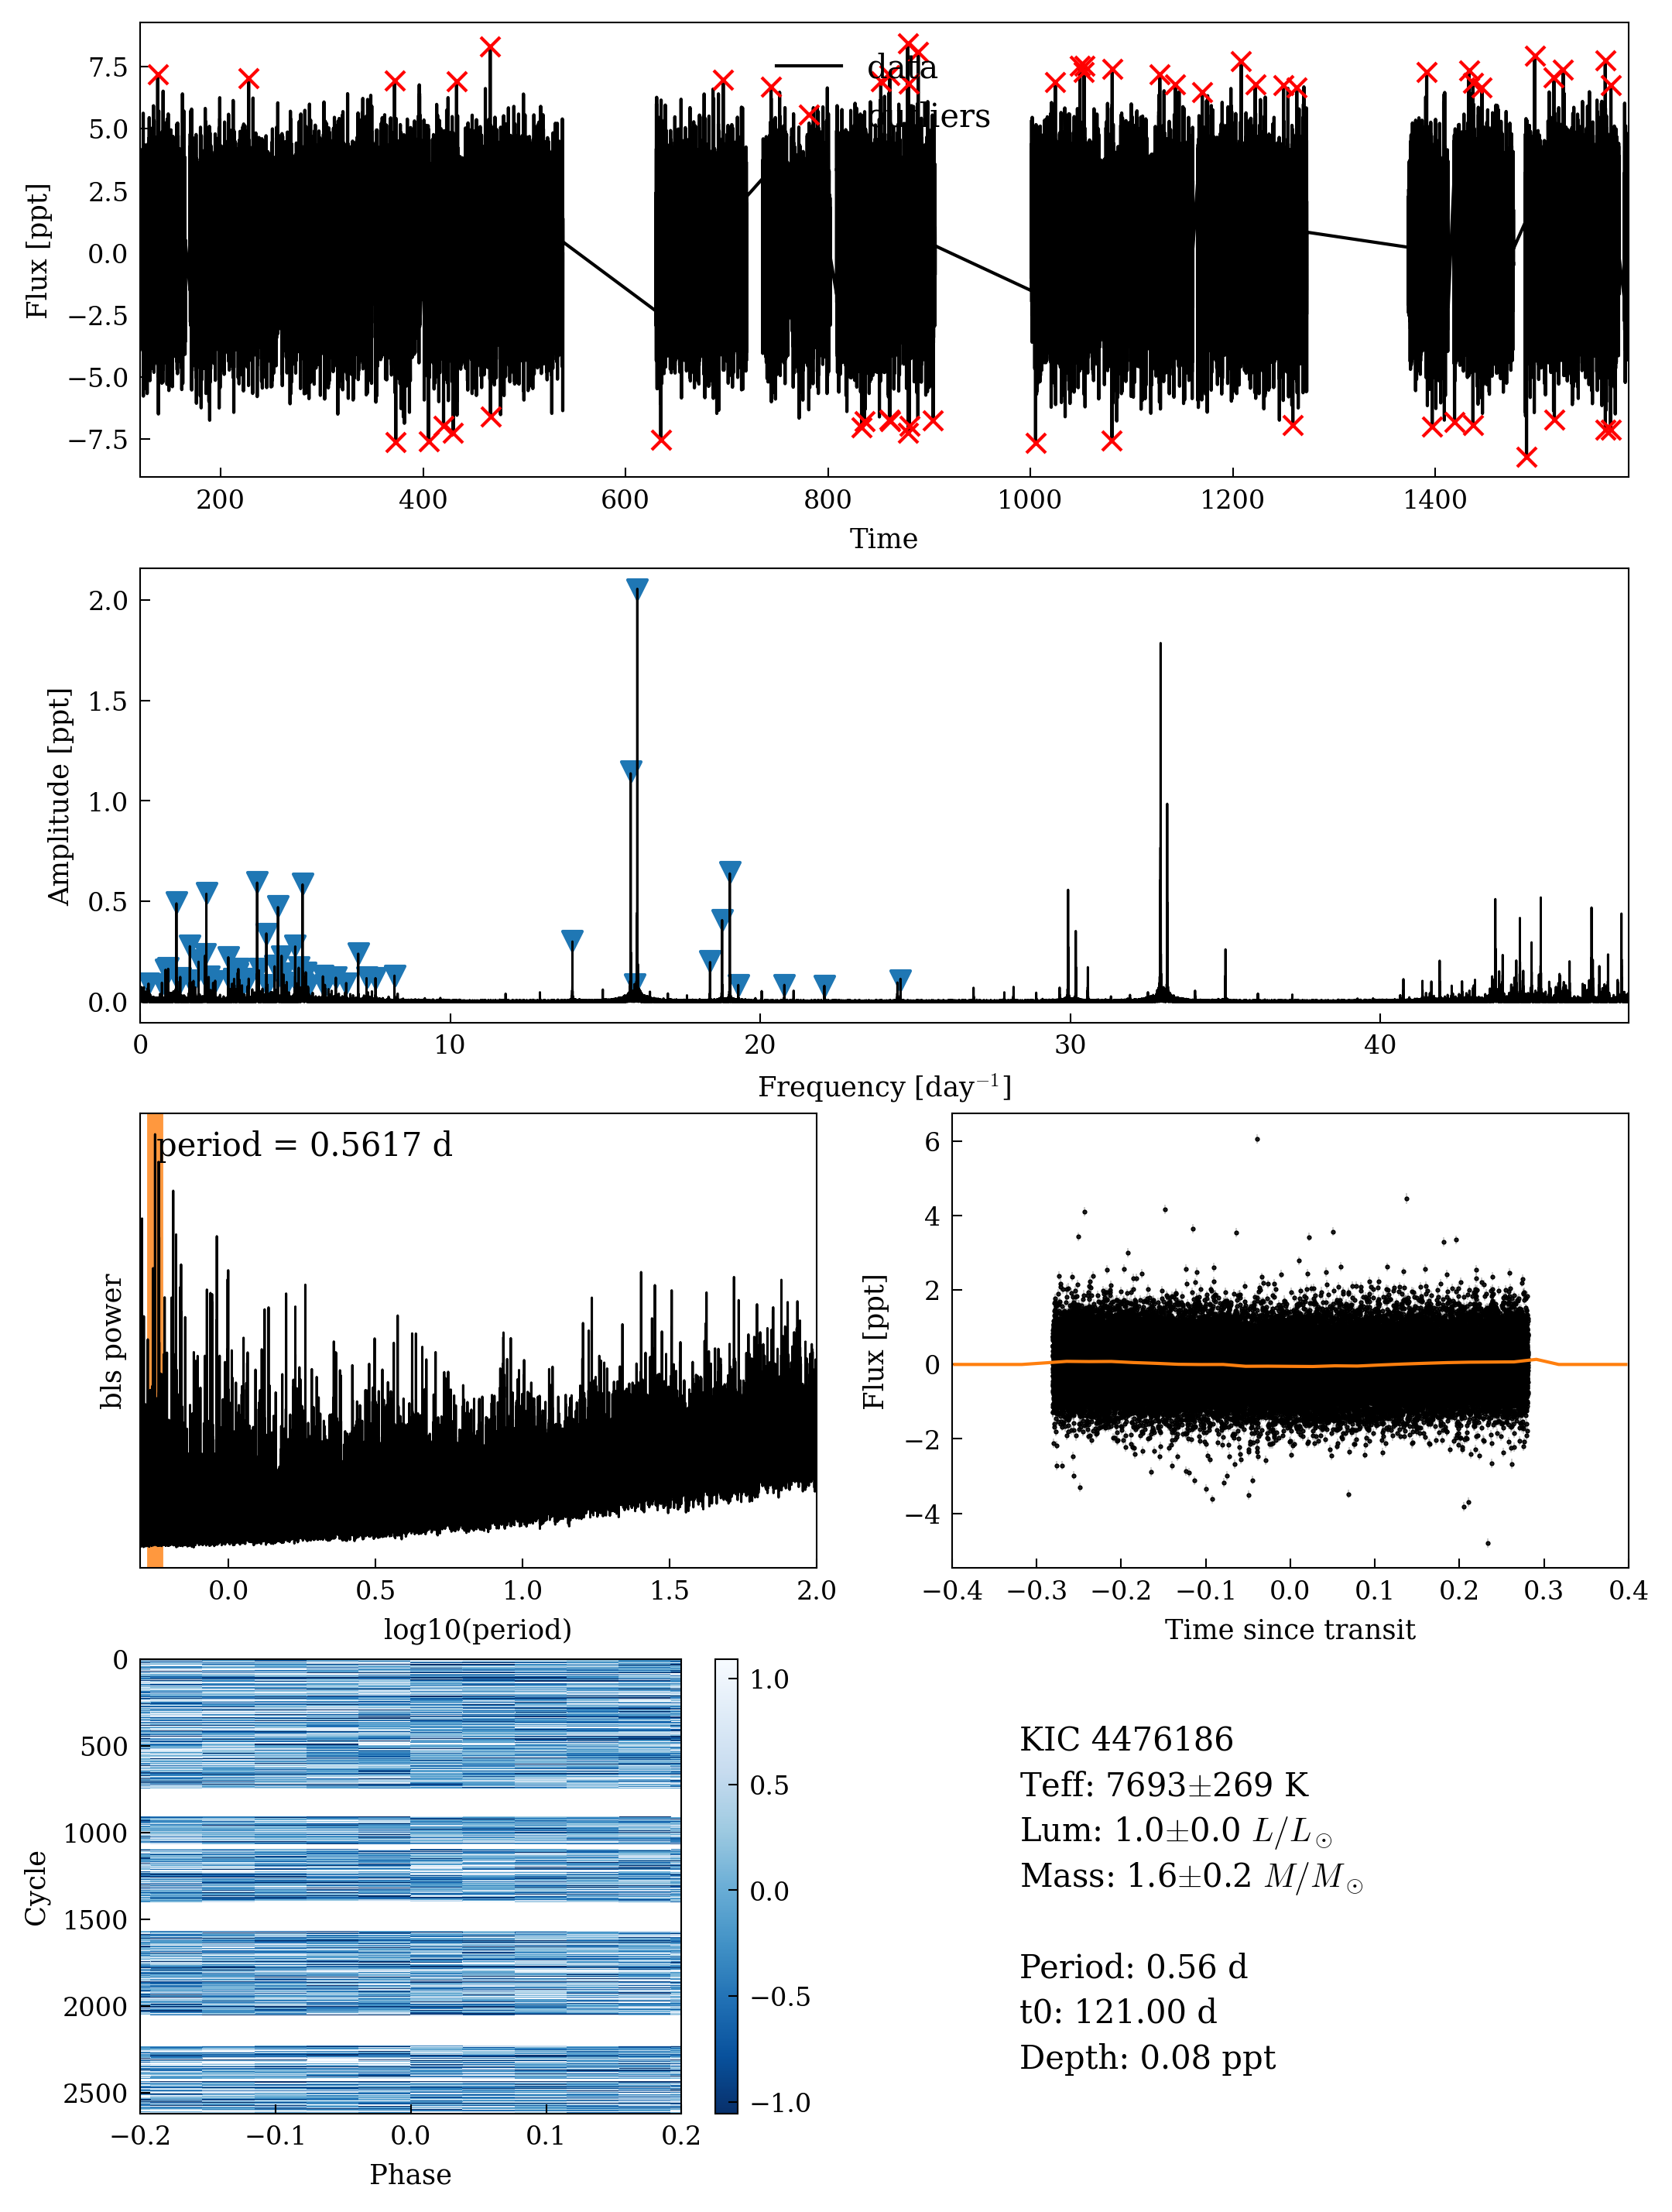 data
outliers
7.5
5.0
2.5
0.0
−2.5
−5.0
−7.5
Flux [ppt]
200 400 600 800 1000 1200 1400
Time
2.0
1.5
1.0
0.5
0.0
Amplitude [ppt]
0 10 20 30 40
Frequency [day⁻¹]
period = 0.5617 d
bls power
0.0 0.5 1.0 1.5 2.0
log10(period)
6
4
2
0
−2
−4
Flux [ppt]
−0.4 −0.3 −0.2 −0.1 0.0 0.1 0.2 0.3 0.4
Time since transit
0
500
1000
1500
2000
2500
Cycle
−0.2 −0.1 0.0 0.1 0.2
Phase
1.0
0.5
0.0
−0.5
−1.0
KIC 4476186
Teff: 7693±269 K
Lum: 1.0±0.0 L/L⊙
Mass: 1.6±0.2 M/M⊙
Period: 0.56 d
t0: 121.00 d
Depth: 0.08 ppt